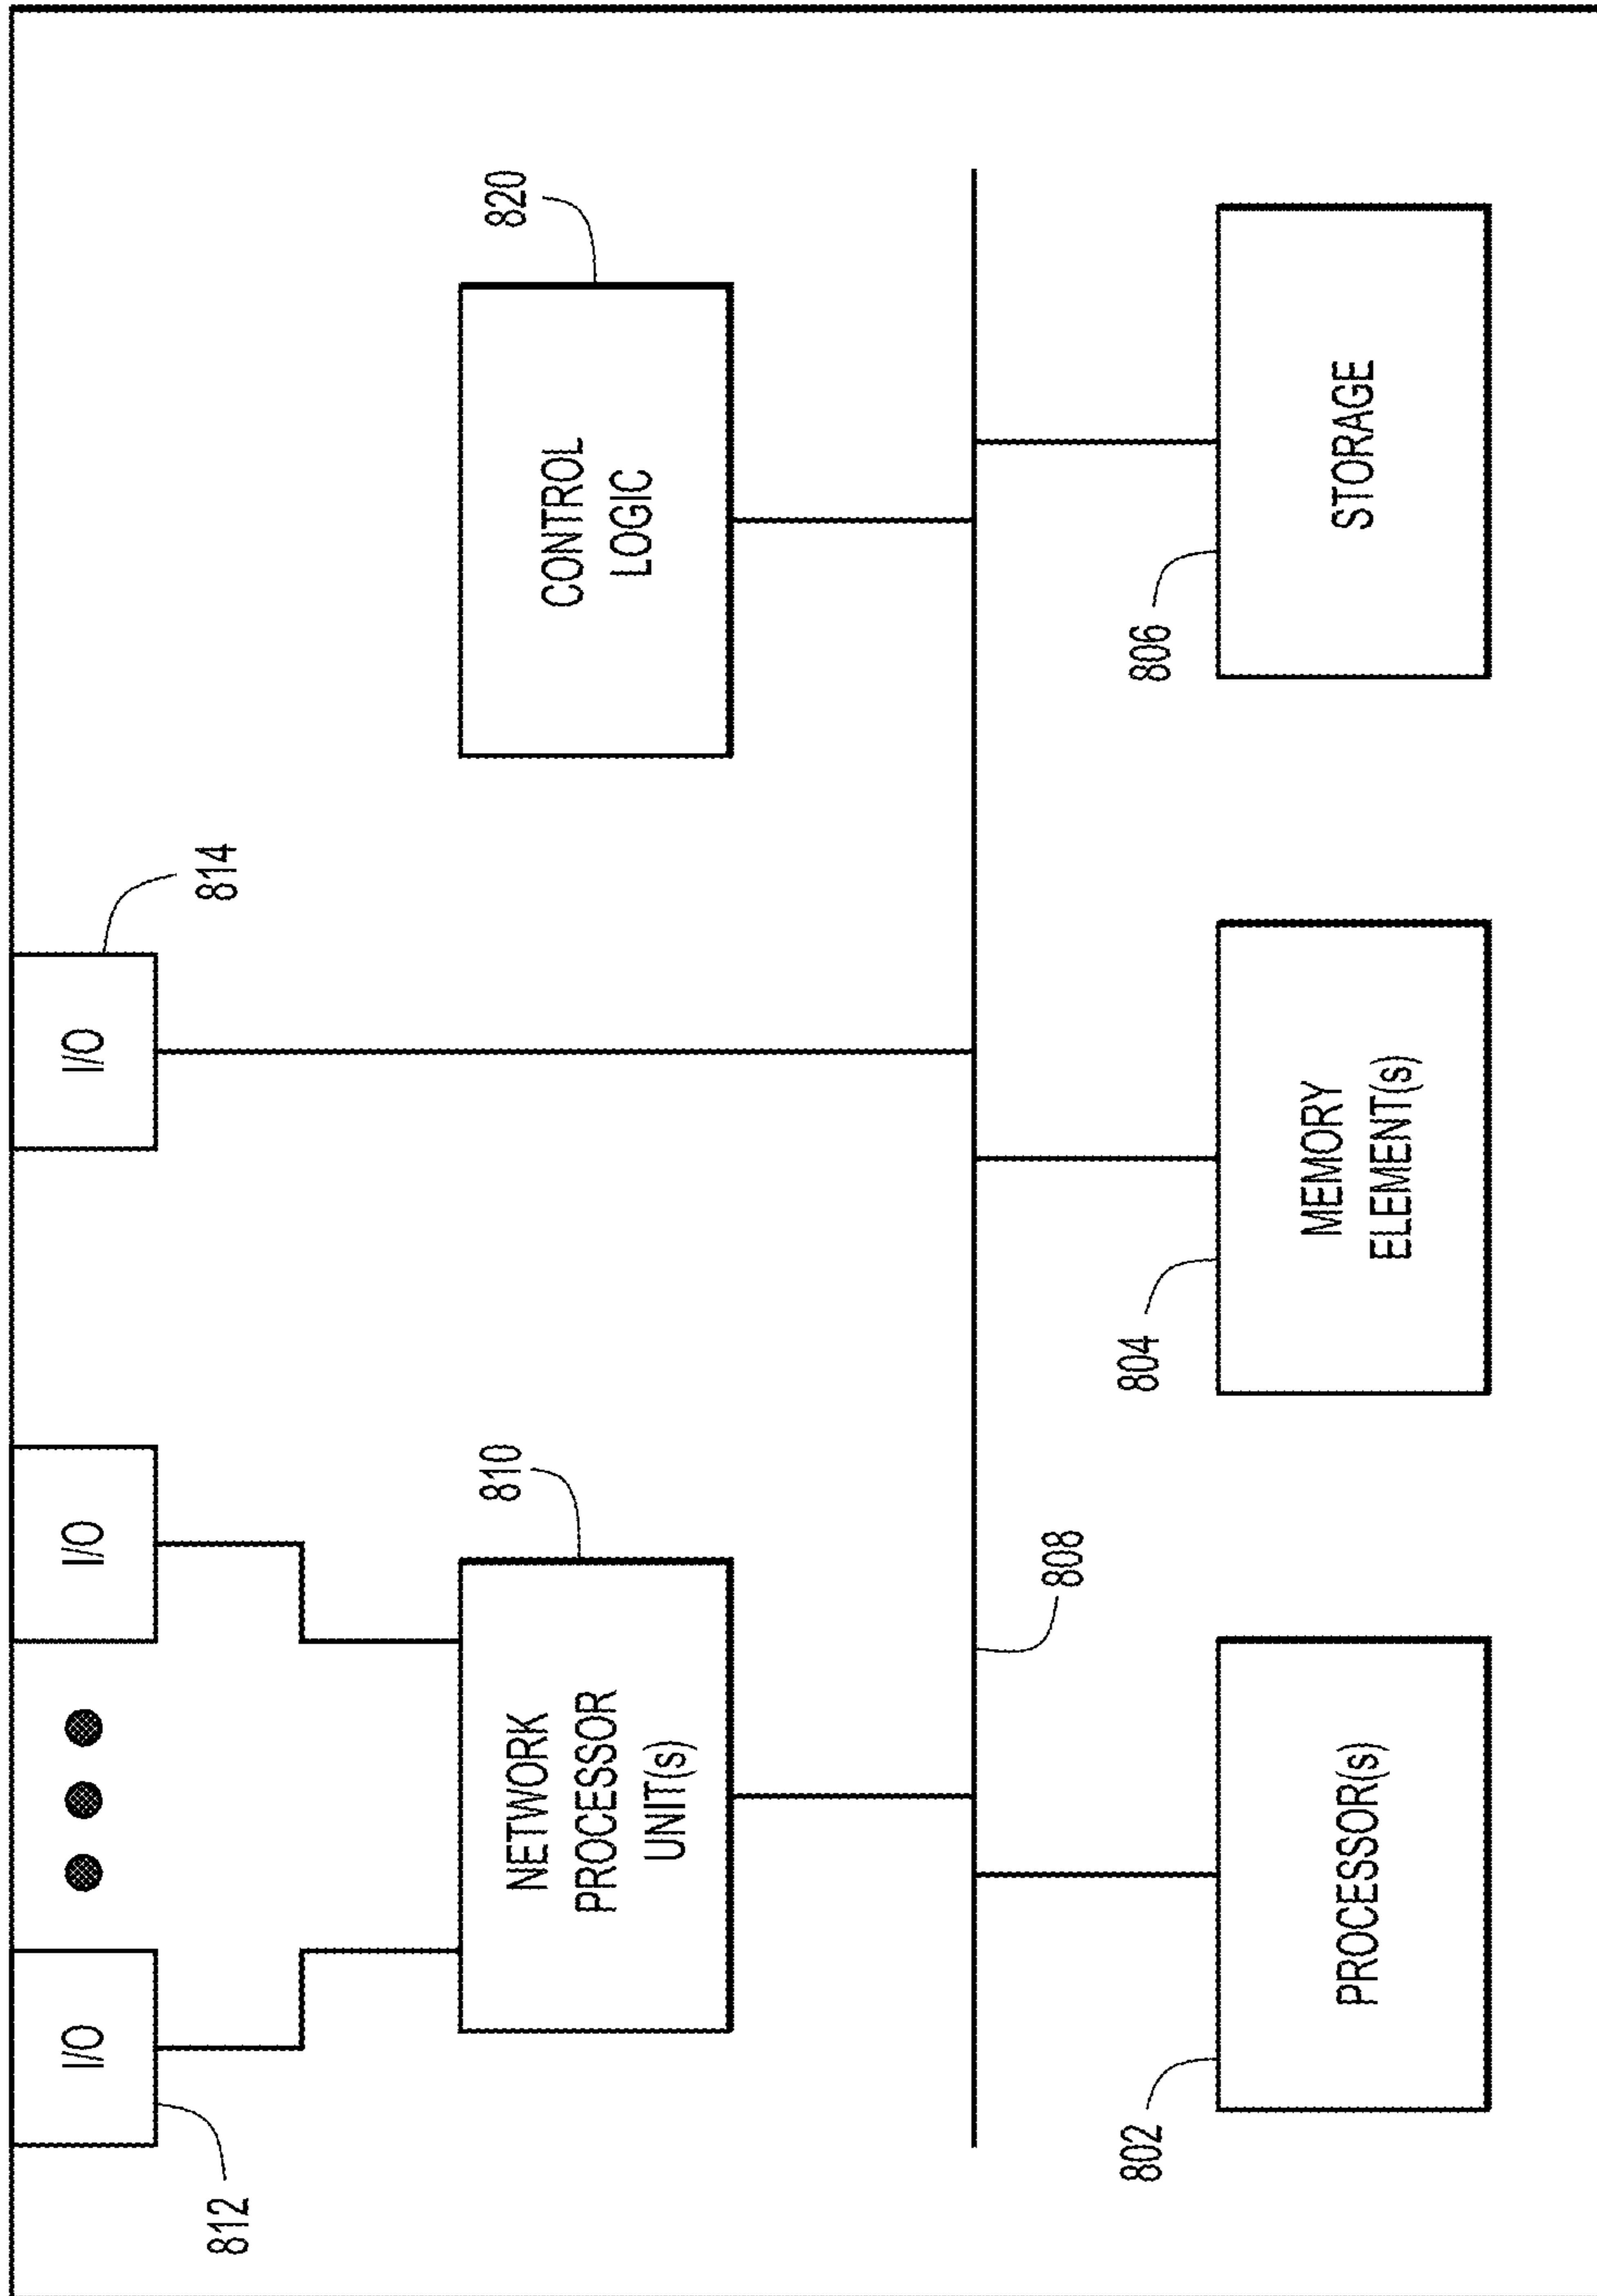 I/O
I/O
I/O
812
814
NETWORK
PROCESSOR
UNIT(s)
810
CONTROL
LOGIC
820
808
802
PROCESSOR(s)
804
MEMORY
ELEMENT(s)
806
STORAGE